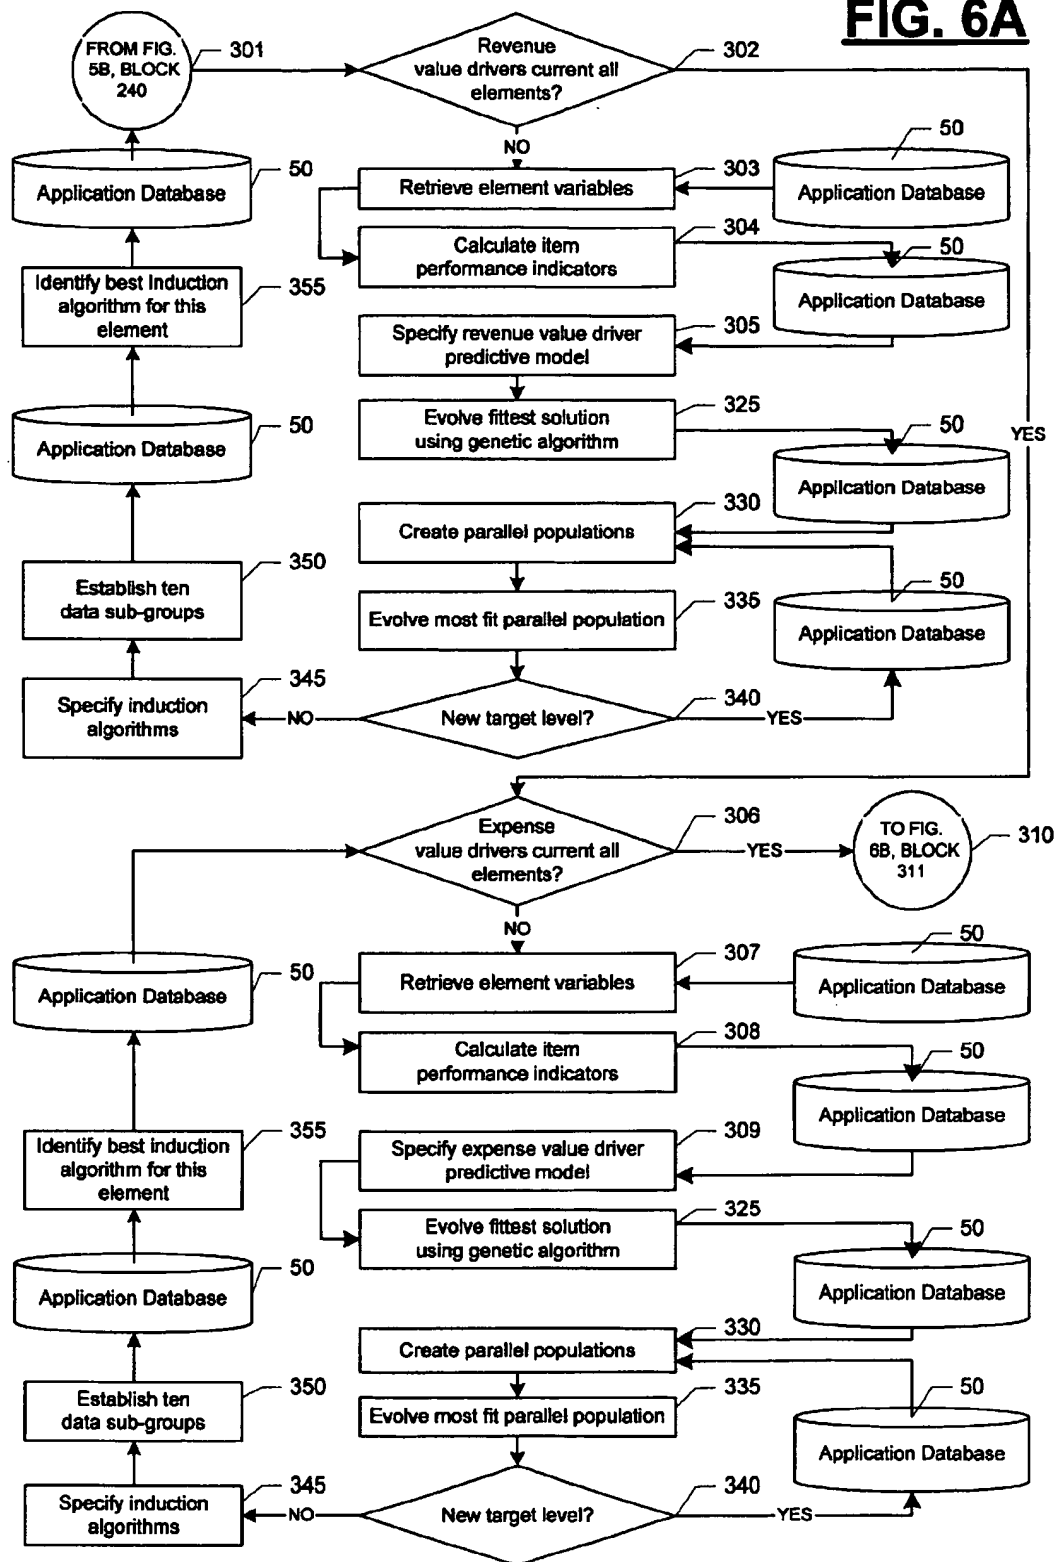 FIG. 6A
FROM FIG.
5B, BLOCK
240
301
Revenue
value drivers current all
elements?
302
NO
YES
Application Database
50
Retrieve element variables
303
Application Database
50
Calculate item
performance indicators
304
Application Database
50
Identify best Induction
algorithm for this
element
355
Specify revenue value driver
predictive model
305
Application Database
50
Evolve fittest solution
using genetic algorithm
325
Application Database
50
Create parallel populations
330
Establish ten
data sub-groups
350
Evolve most fit parallel population
335
Application Database
50
Specify induction
algorithms
345
NO
New target level?
340
YES
Expense
value drivers current all
elements?
306
YES
TO FIG.
6B, BLOCK
311
310
NO
Application Database
50
Retrieve element variables
307
Application Database
50
Calculate item
performance indicators
308
Application Database
50
Identify best induction
algorithm for this
element
355
Specify expense value driver
predictive model
309
Evolve fittest solution
using genetic algorithm
325
Application Database
50
Application Database
50
Create parallel populations
330
Establish ten
data sub-groups
350
Evolve most fit parallel population
335
Application Database
50
Specify induction
algorithms
345
NO
New target level?
340
YES